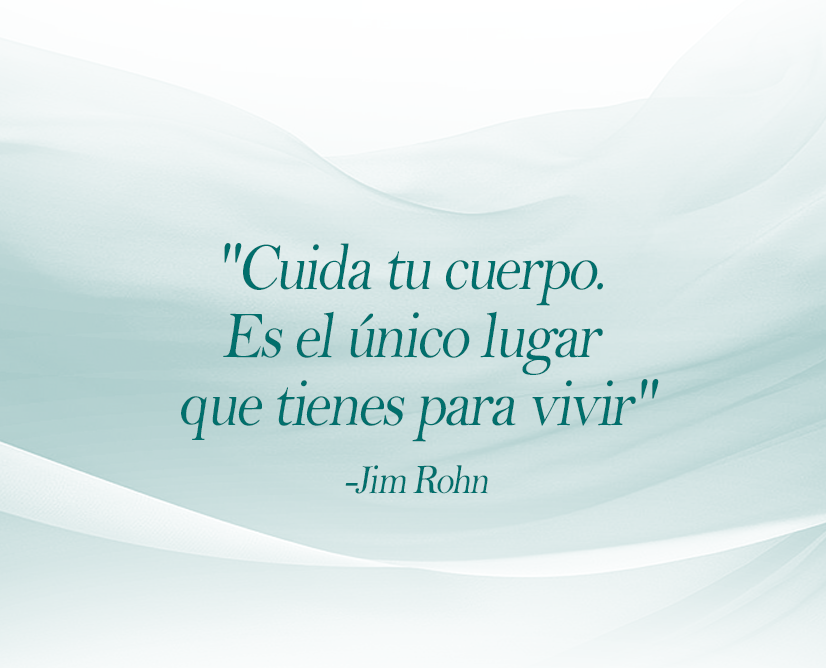 "Cuida tu cuerpo.
Es el único lugar
que tienes para vivir"
-Jim Rohn